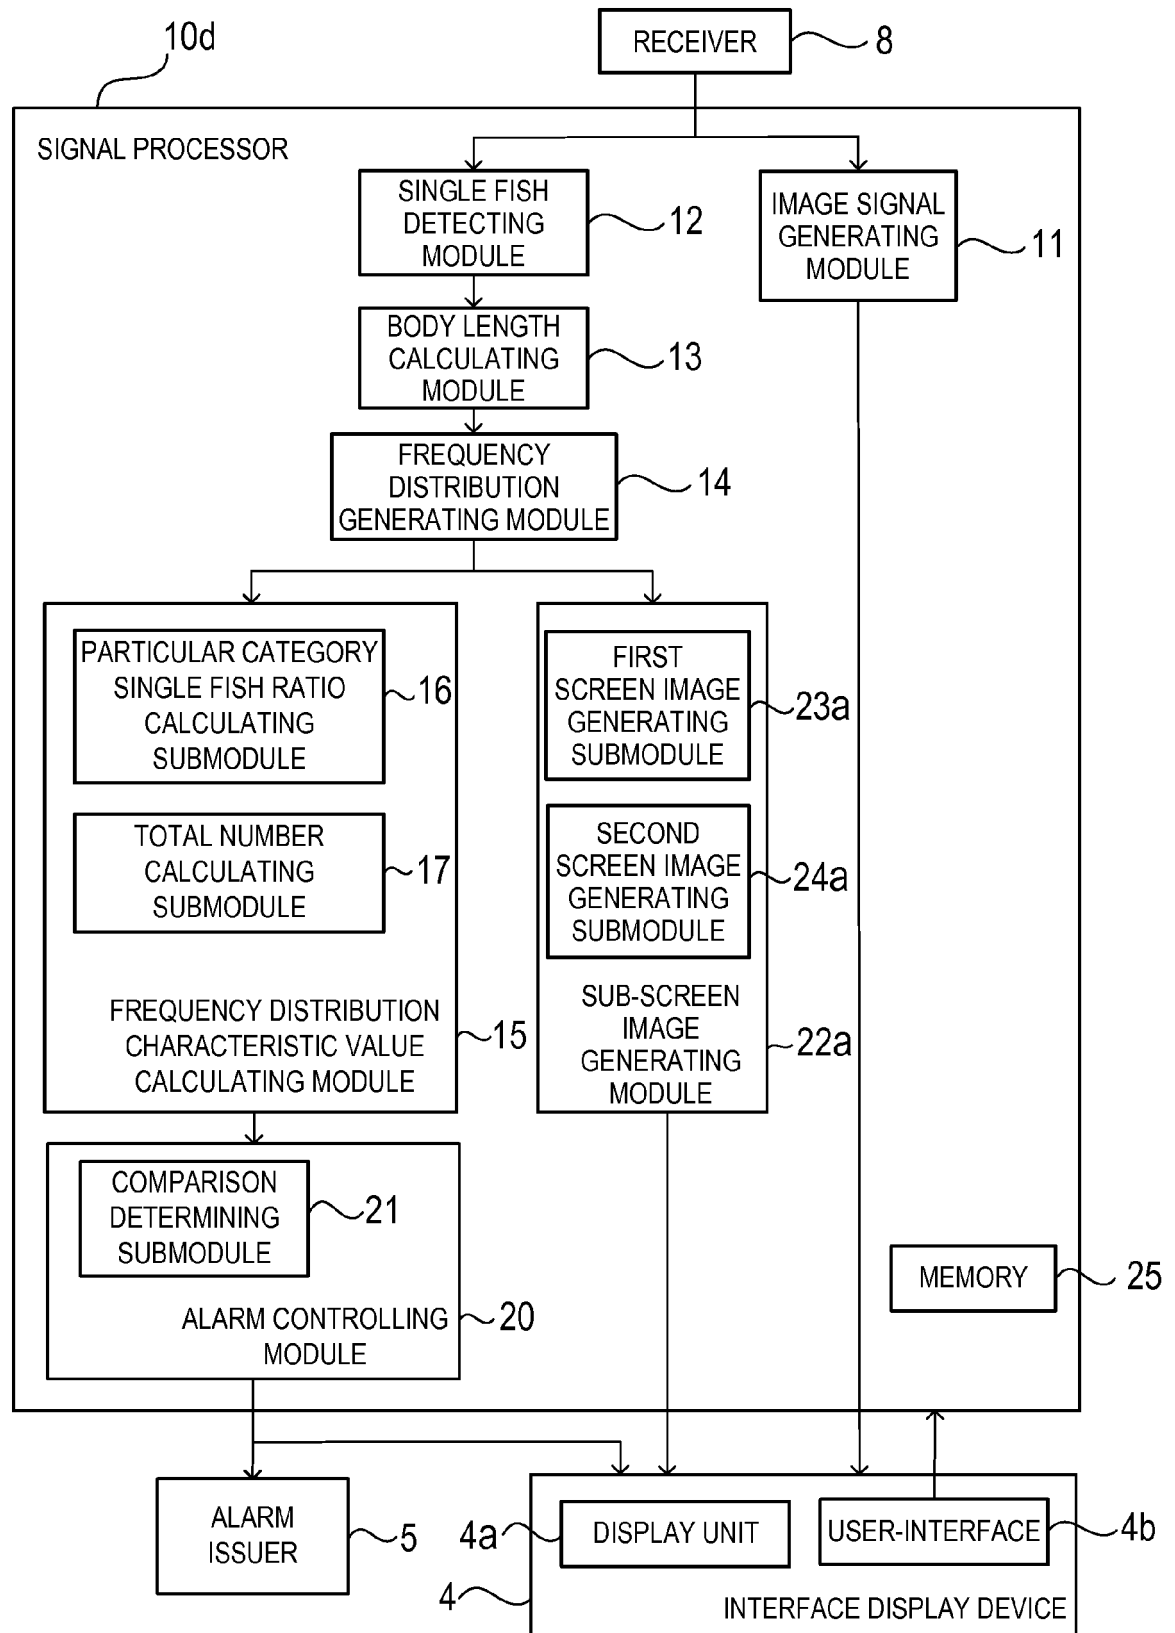 10d
RECEIVER
8
SIGNAL PROCESSOR
SINGLE FISH
DETECTING
MODULE
12
IMAGE SIGNAL
GENERATING
MODULE
11
BODY LENGTH
CALCULATING
MODULE
13
FREQUENCY
DISTRIBUTION
GENERATING MODULE
14
PARTICULAR CATEGORY
SINGLE FISH RATIO
CALCULATING
SUBMODULE
16
TOTAL NUMBER
CALCULATING
SUBMODULE
17
FREQUENCY DISTRIBUTION
CHARACTERISTIC VALUE
CALCULATING MODULE
15
FIRST
SCREEN IMAGE
GENERATING
SUBMODULE
23a
SECOND
SCREEN IMAGE
GENERATING
SUBMODULE
24a
SUB-SCREEN
IMAGE
GENERATING
MODULE
22a
COMPARISON
DETERMINING
SUBMODULE
21
ALARM CONTROLLING
MODULE
20
MEMORY
25
ALARM
ISSUER
5
4a
DISPLAY UNIT
USER-INTERFACE
4b
4
INTERFACE DISPLAY DEVICE